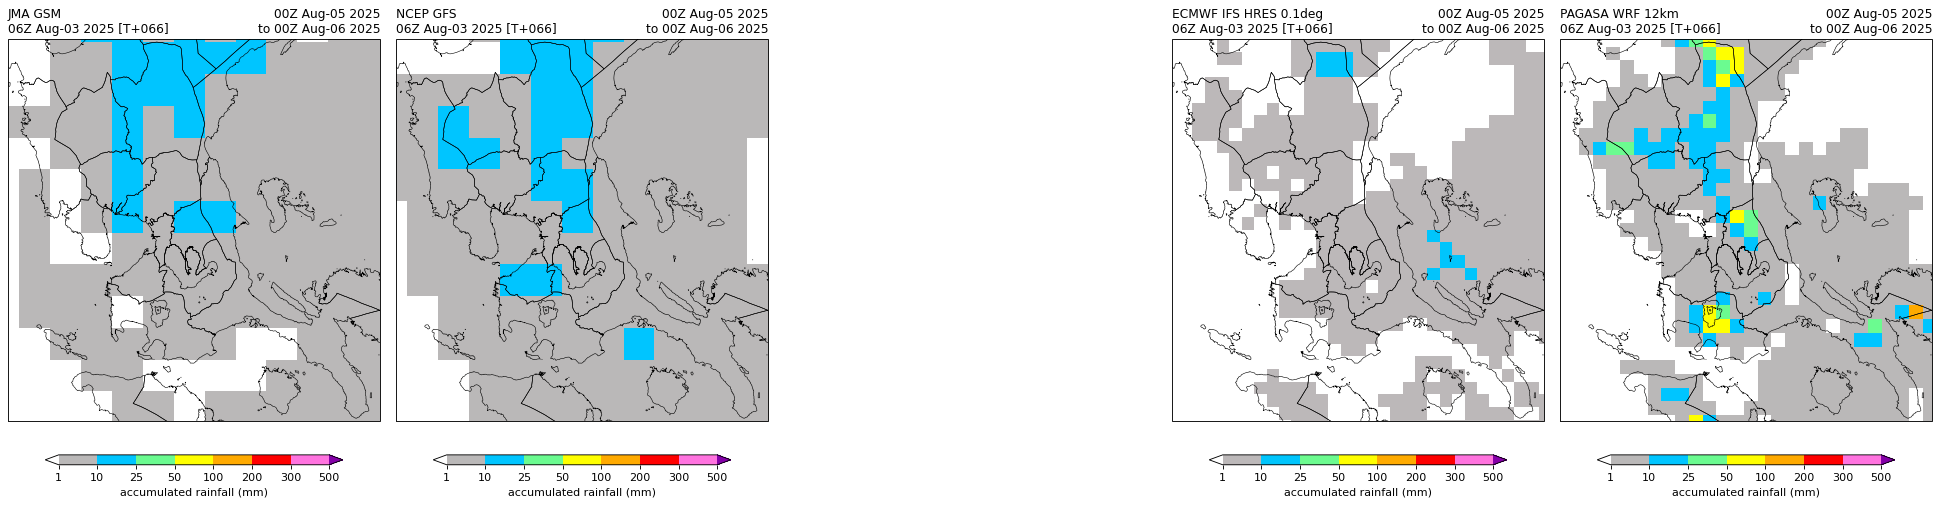 JMA GSM 00Z Aug-05 2025
06Z Aug-03 2025 [T+066] to 00Z Aug-06 2025
NCEP GFS 00Z Aug-05 2025
06Z Aug-03 2025 [T+066] to 00Z Aug-06 2025
ECMWF IFS HRES 0.1deg 00Z Aug-05 2025
06Z Aug-03 2025 [T+066] to 00Z Aug-06 2025
PAGASA WRF 12km 00Z Aug-05 2025
06Z Aug-03 2025 [T+066] to 00Z Aug-06 2025
1 10 25 50 100 200 300 500
accumulated rainfall (mm)
1 10 25 50 100 200 300 500
accumulated rainfall (mm)
1 10 25 50 100 200 300 500
accumulated rainfall (mm)
1 10 25 50 100 200 300 500
accumulated rainfall (mm)